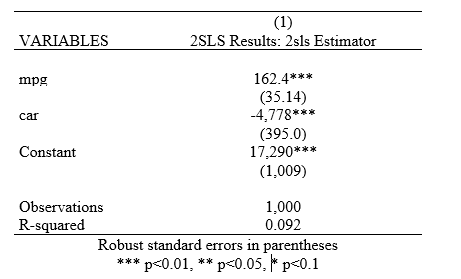 (1)
VARIABLES 2SLS Results: 2sls Estimator
mpg 162.4***
(35.14)
car -4,778***
(395.0)
Constant 17,290***
(1,009)
Observations 1,000
R-squared 0.092
Robust standard errors in parentheses
*** p<0.01, ** p<0.05, * p<0.1